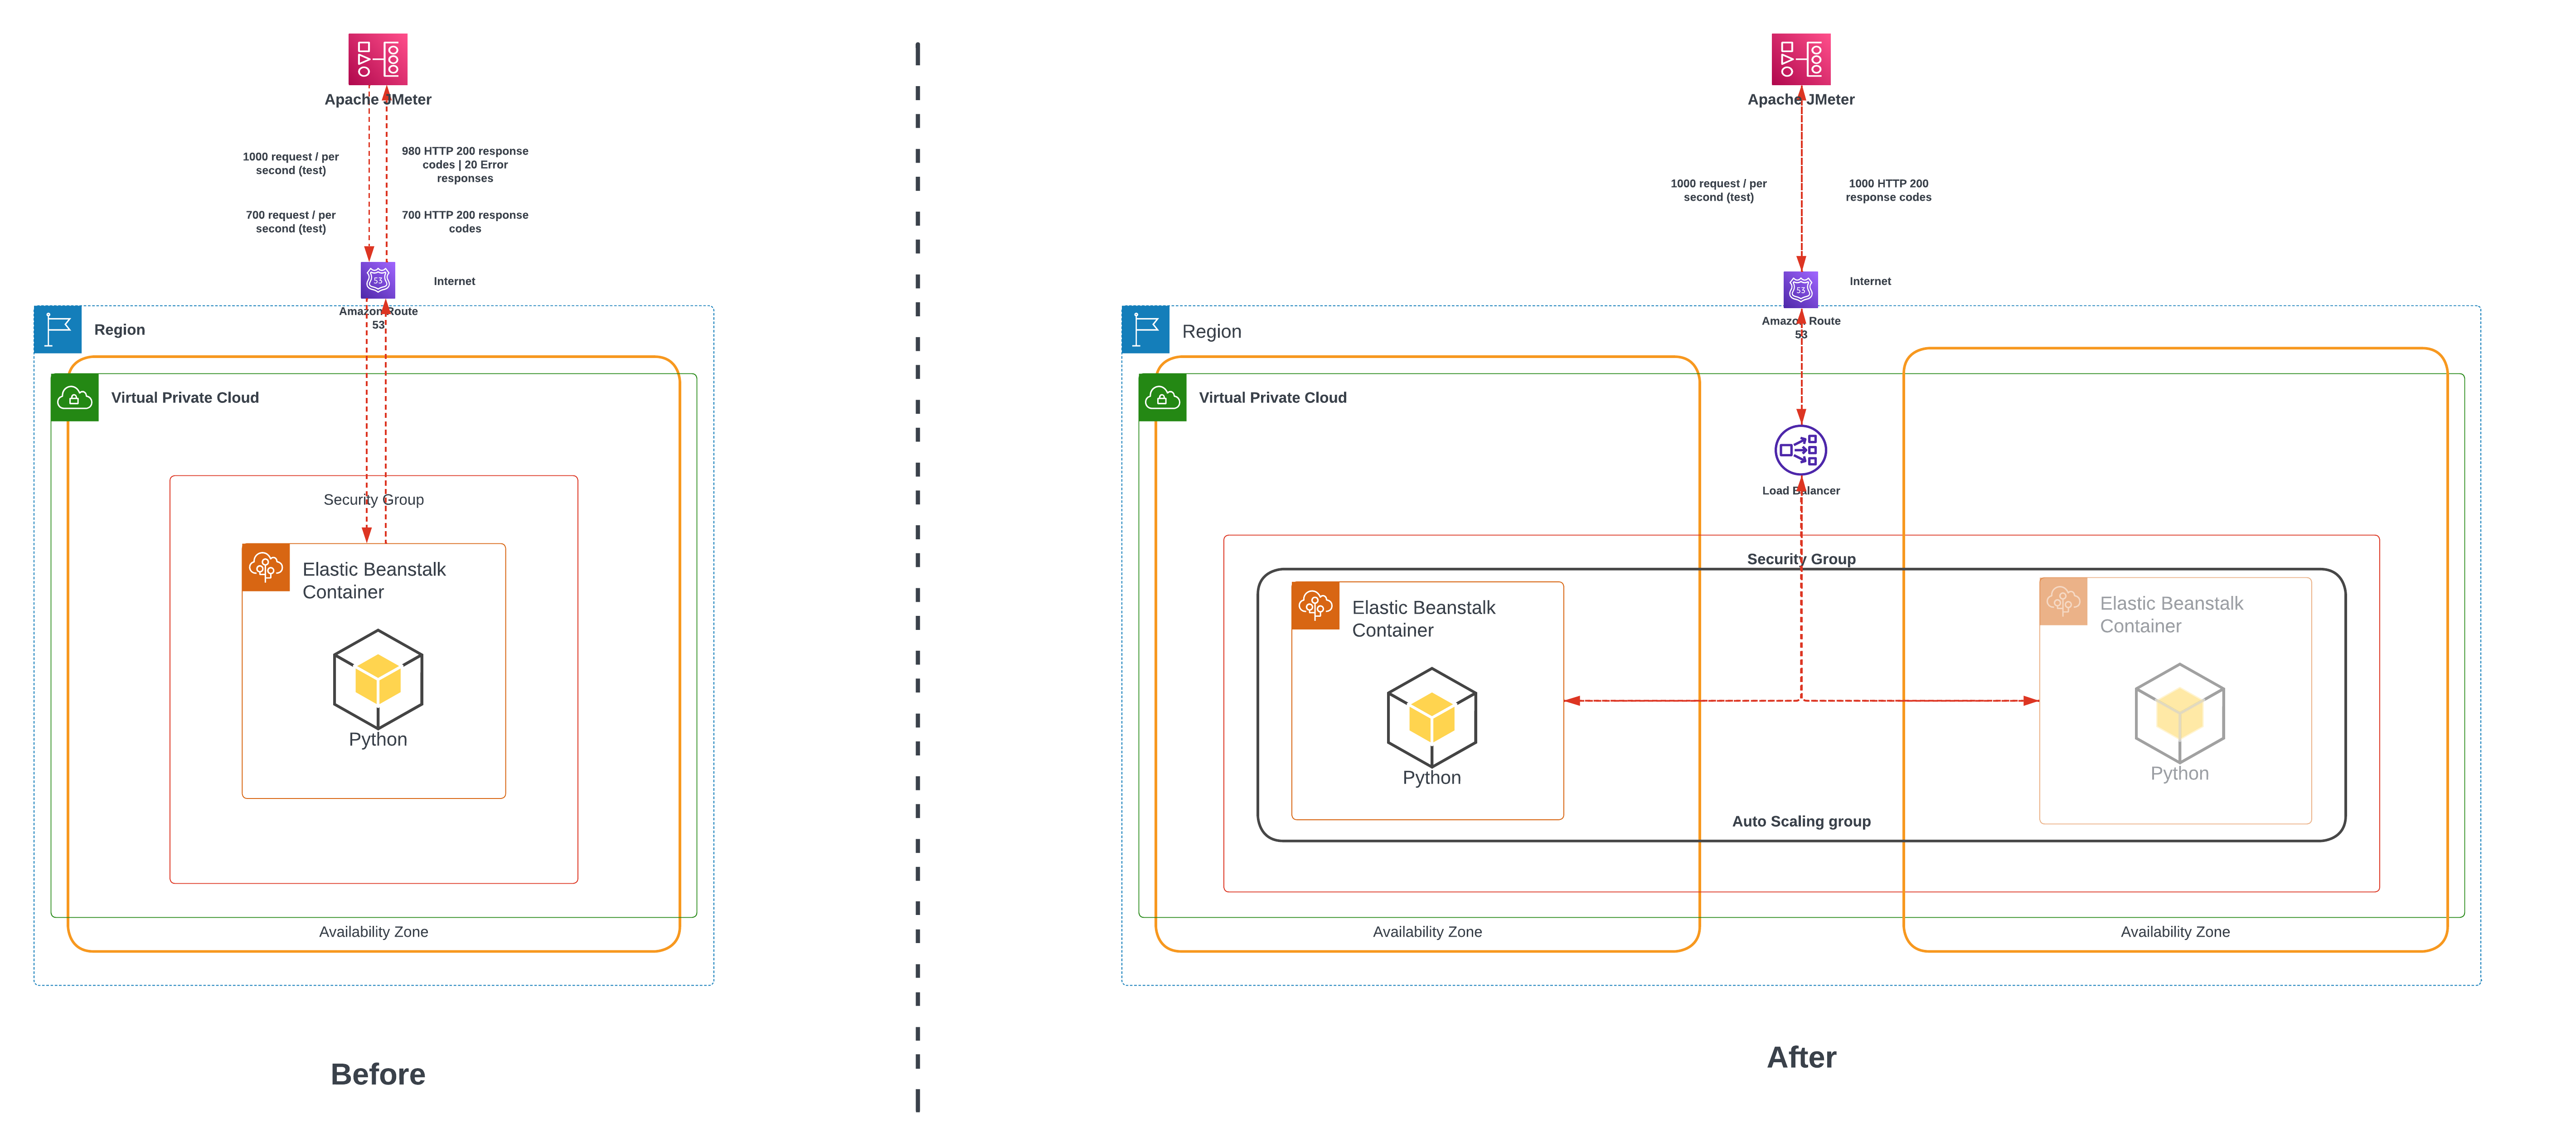 Apache JMeter
1000 request / per
second (test)
980 HTTP 200 response
codes | 20 Error
responses
700 request / per
second (test)
700 HTTP 200 response
codes
53
Internet
Amazon Route
53
Region
Virtual Private Cloud
Security Group
Elastic Beanstalk
Container
Python
Availability Zone
Before
Apache JMeter
1000 request / per
second (test)
1000 HTTP 200
response codes
53
Internet
Amazon Route
53
Region
Virtual Private Cloud
Load Balancer
Security Group
Elastic Beanstalk
Container
Python
Elastic Beanstalk
Container
Python
Auto Scaling group
Availability Zone
Availability Zone
After